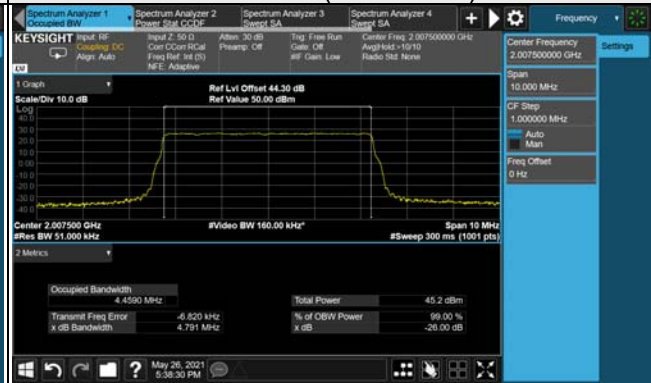 Spectrum Analyzer 1
Occupied BW
Spectrum Analyzer 2
Power Stat CCDF
Spectrum Analyzer 3
Swept SA
Spectrum Analyzer 4
Swept SA
Frequency
KEYSIGHT
Input: RF
Coupling: DC
Align: Auto
Input Z: 50 Ω
Corr CCorr RCal
Freq Ref: Int (S)
NFE: Adaptive
Atten: 30 dB
Preamp: Off
Trig: Free Run
Gate: Off
#IF Gain: Low
Center Freq: 2.007500000 GHz
Avg|Hold:>10/10
Radio Std: None
LXI
Center Frequency
2.007500000 GHz
Settings
Span
10.000 MHz
CF Step
1.000000 MHz
Auto
Man
Freq Offset
0 Hz
1 Graph
Scale/Div 10.0 dB
Ref Lvl Offset 44.30 dB
Ref Value 50.00 dBm
Log
40.0
30.0
20.0
10.0
0.00
-10.0
-20.0
-30.0
-40.0
Center 2.007500 GHz
#Res BW 51.000 kHz
#Video BW 160.00 kHz*
Span 10 MHz
#Sweep 300 ms (1001 pts)
2 Metrics
Occupied Bandwidth
4.4590 MHz
Total Power
45.2 dBm
Transmit Freq Error
-6.820 kHz
% of OBW Power
99.00 %
x dB Bandwidth
4.791 MHz
x dB
-26.00 dB
May 26, 2021
5:38:30 PM